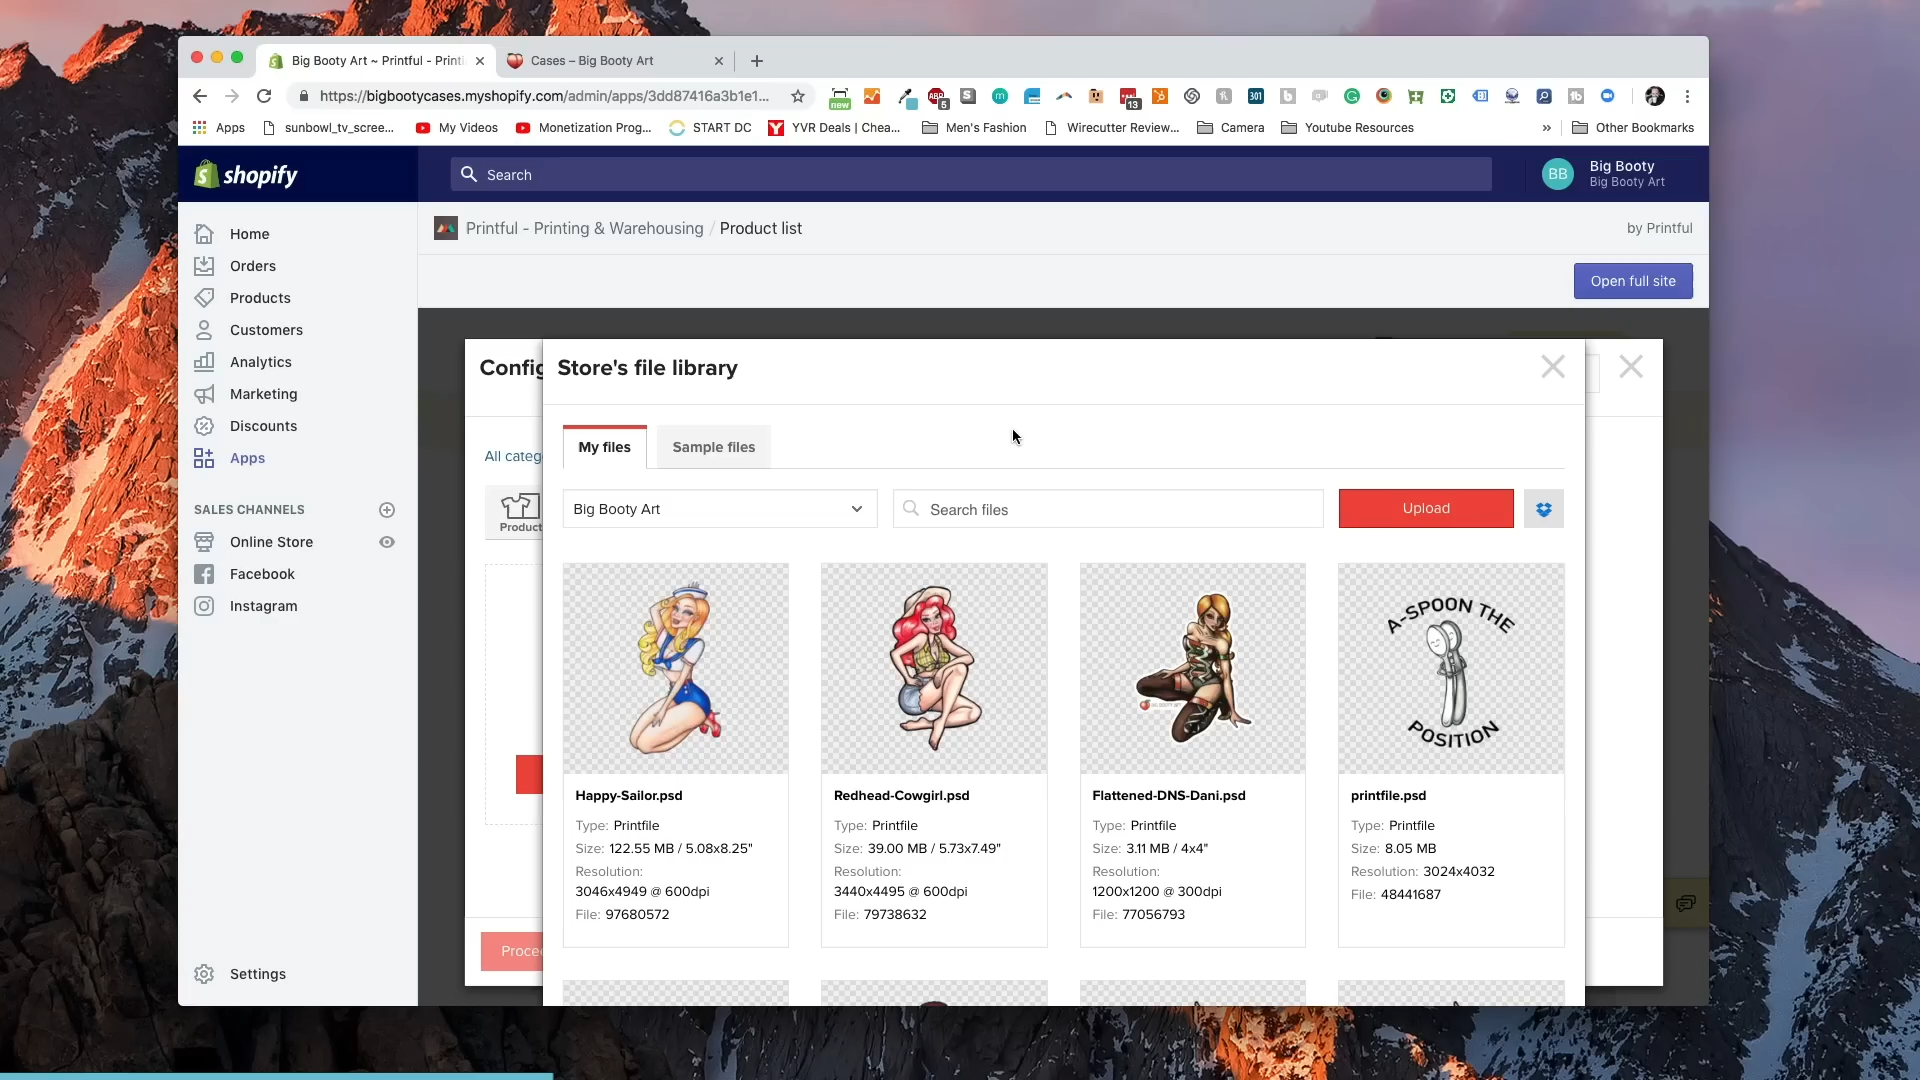 Big Booty Art ~ Printful - Printi
Cases – Big Booty Art
https://bigbootycases.myshopify.com/admin/apps/3dd87416a3b1e1...
new
5
13
301
Apps
sunbowl_tv_scree...
My Videos
Monetization Prog...
START DC
YVR Deals | Chea...
Men's Fashion
Wirecutter Review...
Camera
Youtube Resources
»
Other Bookmarks
shopify
Search
BB
Big Booty
Big Booty Art
Printful - Printing & Warehousing / Product list
by Printful
Open full site
Home
Orders
Products
Customers
Analytics
Marketing
Discounts
Apps
SALES CHANNELS
Online Store
Facebook
Instagram
Settings
Config
Store's file library
All categ
Product
My files
Sample files
Big Booty Art
Search files
Upload
A-SPOON THE
POSITION
Happy-Sailor.psd
Type: Printfile
Size: 122.55 MB / 5.08x8.25"
Resolution:
3046x4949 @ 600dpi
File: 97680572
Redhead-Cowgirl.psd
Type: Printfile
Size: 39.00 MB / 5.73x7.49"
Resolution:
3440x4495 @ 600dpi
File: 79738632
Flattened-DNS-Dani.psd
Type: Printfile
Size: 3.11 MB / 4x4"
Resolution:
1200x1200 @ 300dpi
File: 77056793
printfile.psd
Type: Printfile
Size: 8.05 MB
Resolution: 3024x4032
File: 48441687
Procee